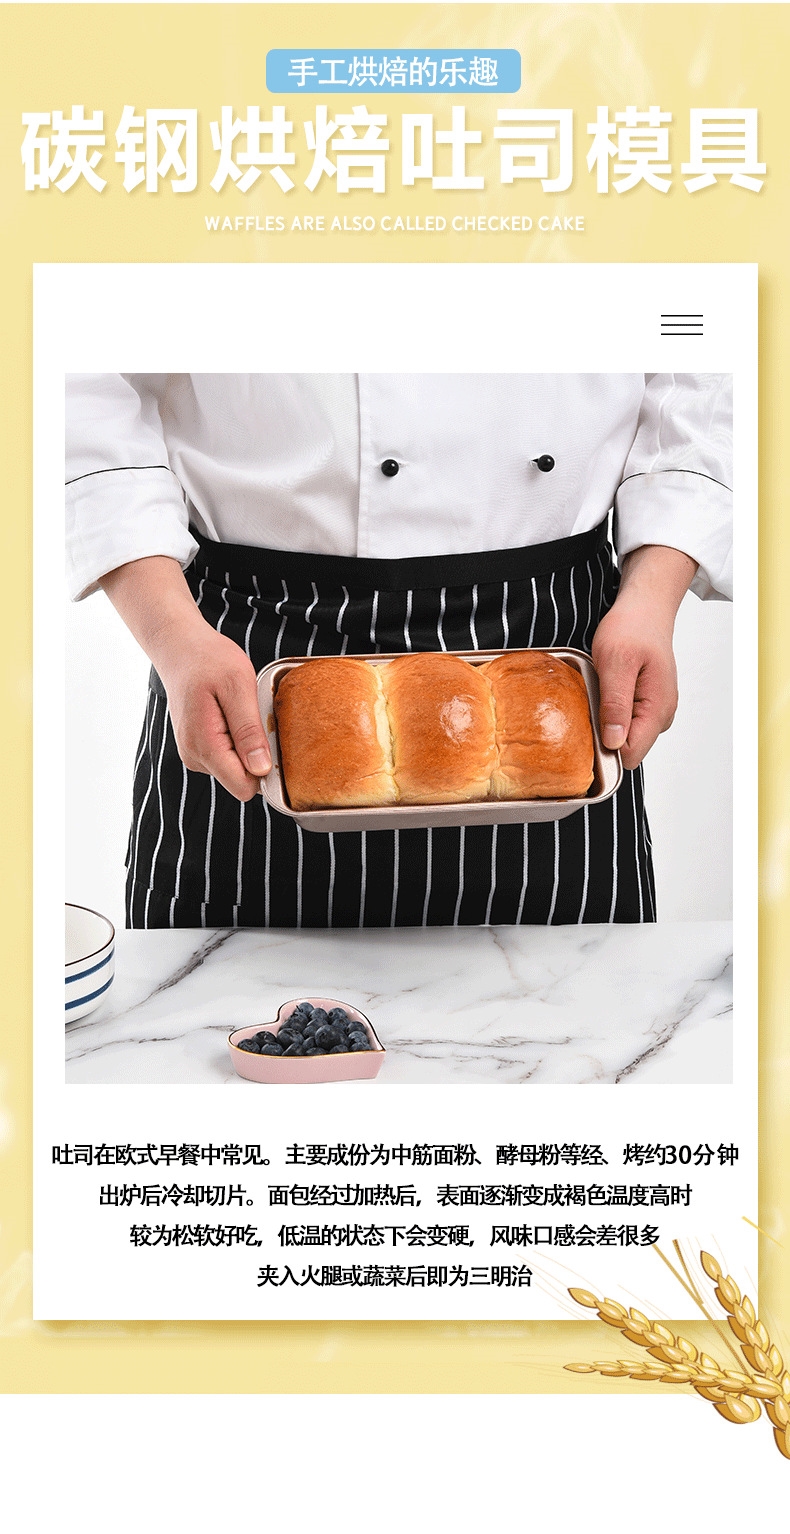 手工烘焙的乐趣
碳钢烘焙吐司模具
WAFFLES ARE ALSO CALLED CHECKED CAKE
吐司在欧式早餐中常见。主要成份为中筋面粉、酵母粉等经、烤约30分钟
出炉后冷却切片。面包经过加热后，表面逐渐变成褐色温度高时
较为松软好吃，低温的状态下会变硬，风味口感会差很多
夹入火腿或蔬菜后即为三明治